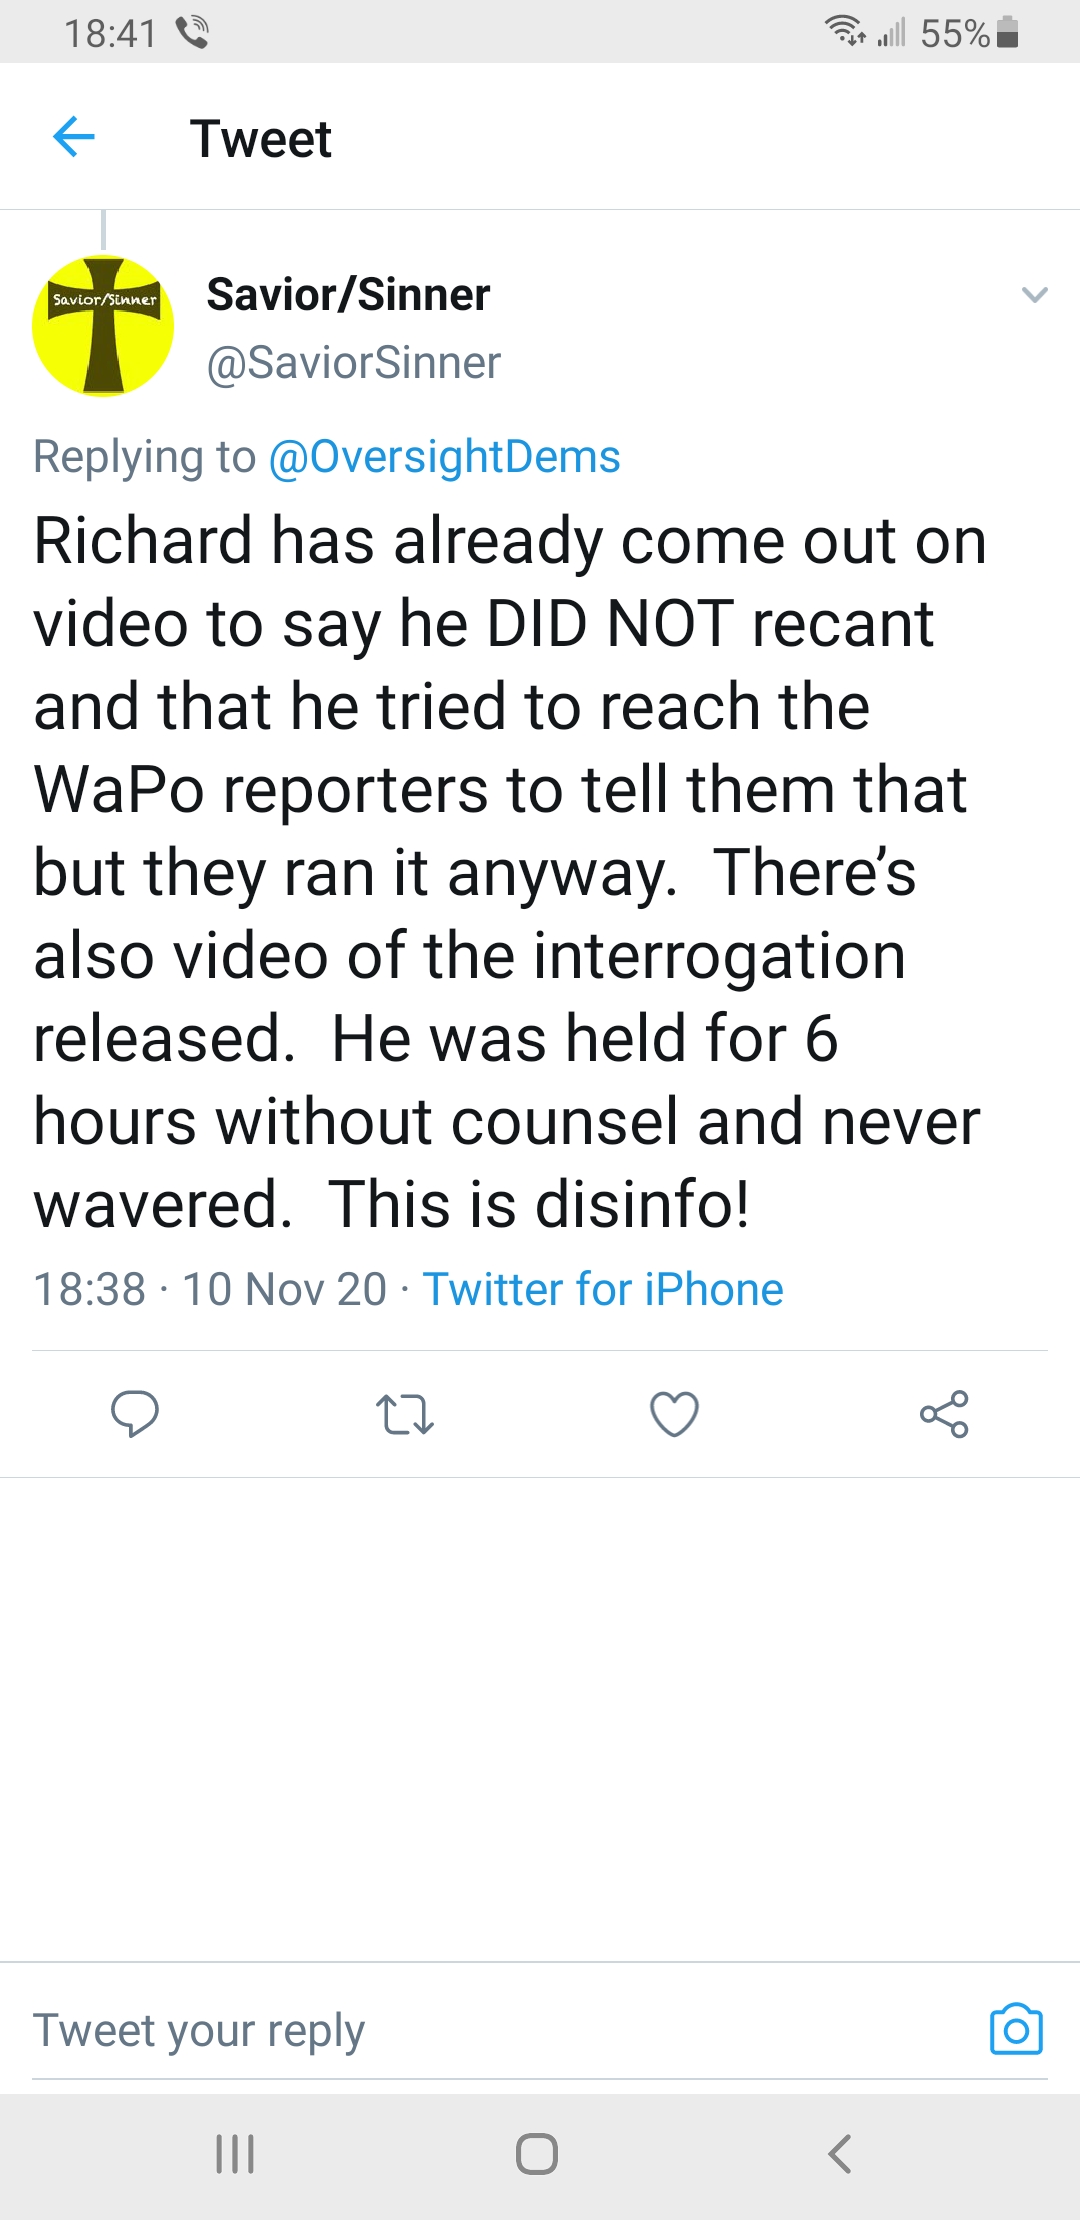 18:41
55%
Tweet
Savior/Sinner
Savior/Sinner
@SaviorSinner
Replying to @OversightDems
Richard has already come out on
video to say he DID NOT recant
and that he tried to reach the
WaPo reporters to tell them that
but they ran it anyway.  There’s
also video of the interrogation
released.  He was held for 6
hours without counsel and never
wavered.  This is disinfo!
18:38 · 10 Nov 20 · Twitter for iPhone
Tweet your reply